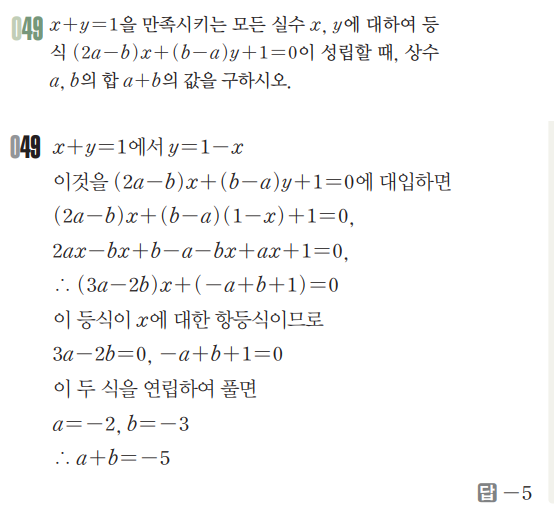 049 x+y=1을 만족시키는 모든 실수 x, y에 대하여 등
식 (2a-b)x+(b-a)y+1=0이 성립할 때, 상수
a, b의 합 a+b의 값을 구하시오.
049 x+y=1에서 y=1-x
이것을 (2a-b)x+(b-a)y+1=0에 대입하면
(2a-b)x+(b-a)(1-x)+1=0,
2ax-bx+b-a-bx+ax+1=0,
∴ (3a-2b)x+(-a+b+1)=0
이 등식이 x에 대한 항등식이므로
3a-2b=0, -a+b+1=0
이 두 식을 연립하여 풀면
a=-2, b=-3
∴ a+b=-5
답 -5